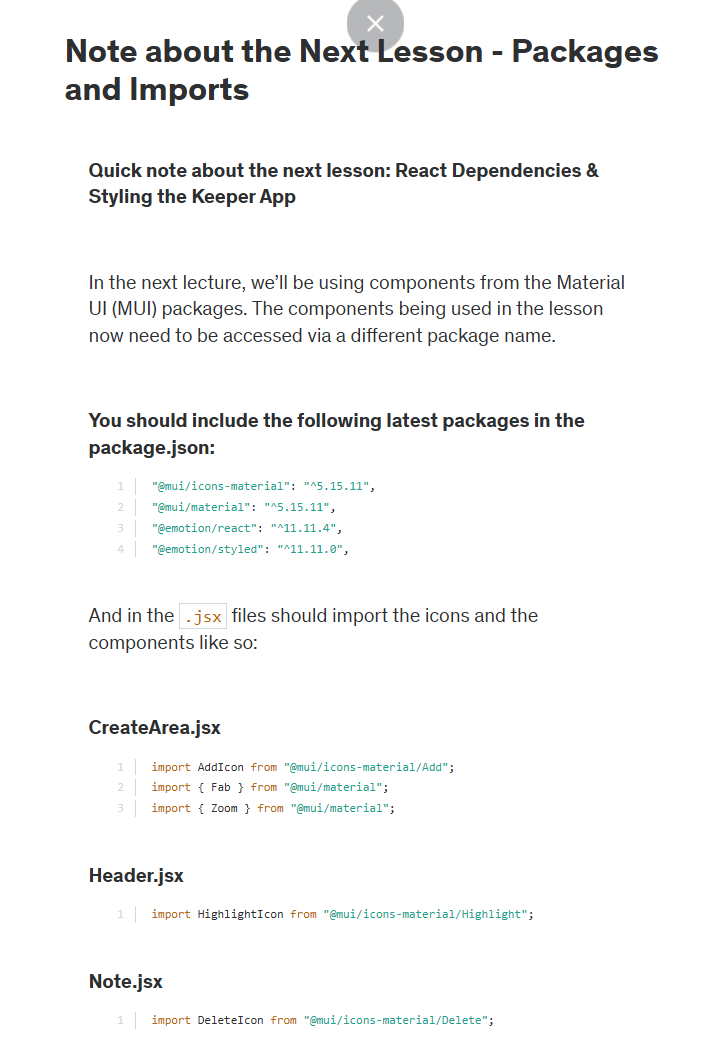 Note about the Next Lesson - Packages
and Imports
Quick note about the next lesson: React Dependencies &
Styling the Keeper App
In the next lecture, we’ll be using components from the Material
UI (MUI) packages. The components being used in the lesson
now need to be accessed via a different package name.
You should include the following latest packages in the
package.json:
1 "@mui/icons-material": "^5.15.11",
2 "@mui/material": "^5.15.11",
3 "@emotion/react": "^11.11.4",
4 "@emotion/styled": "^11.11.0",
And in the .jsx files should import the icons and the
components like so:
CreateArea.jsx
1 import AddIcon from "@mui/icons-material/Add";
2 import { Fab } from "@mui/material";
3 import { Zoom } from "@mui/material";
Header.jsx
1 import HighlightIcon from "@mui/icons-material/Highlight";
Note.jsx
1 import DeleteIcon from "@mui/icons-material/Delete";